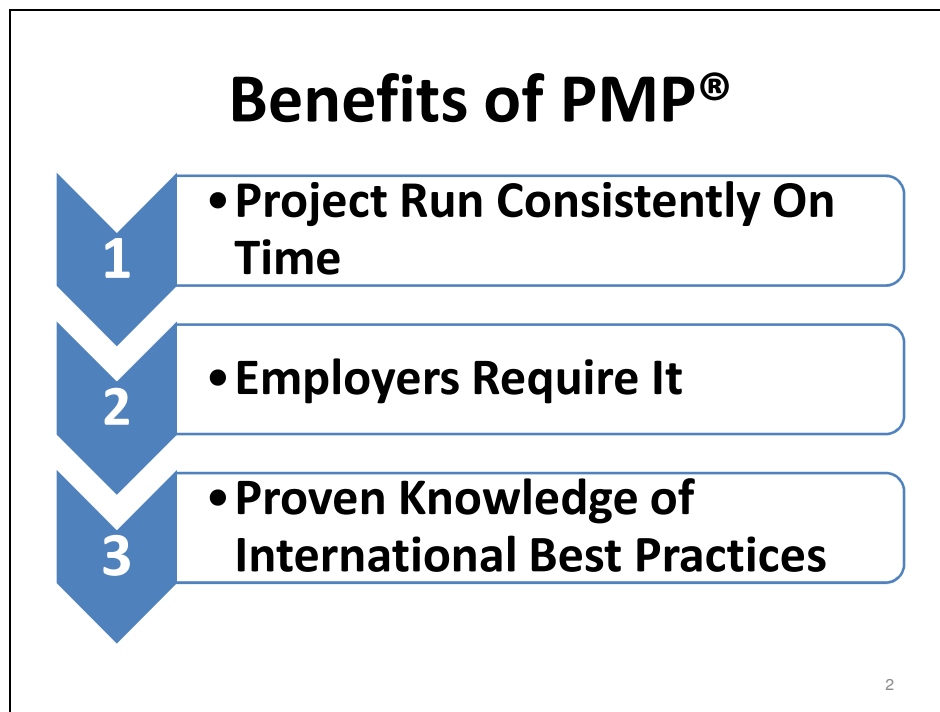 Benefits of PMP®
1
•Project Run Consistently On
Time
2
•Employers Require It
3
•Proven Knowledge of
International Best Practices
2